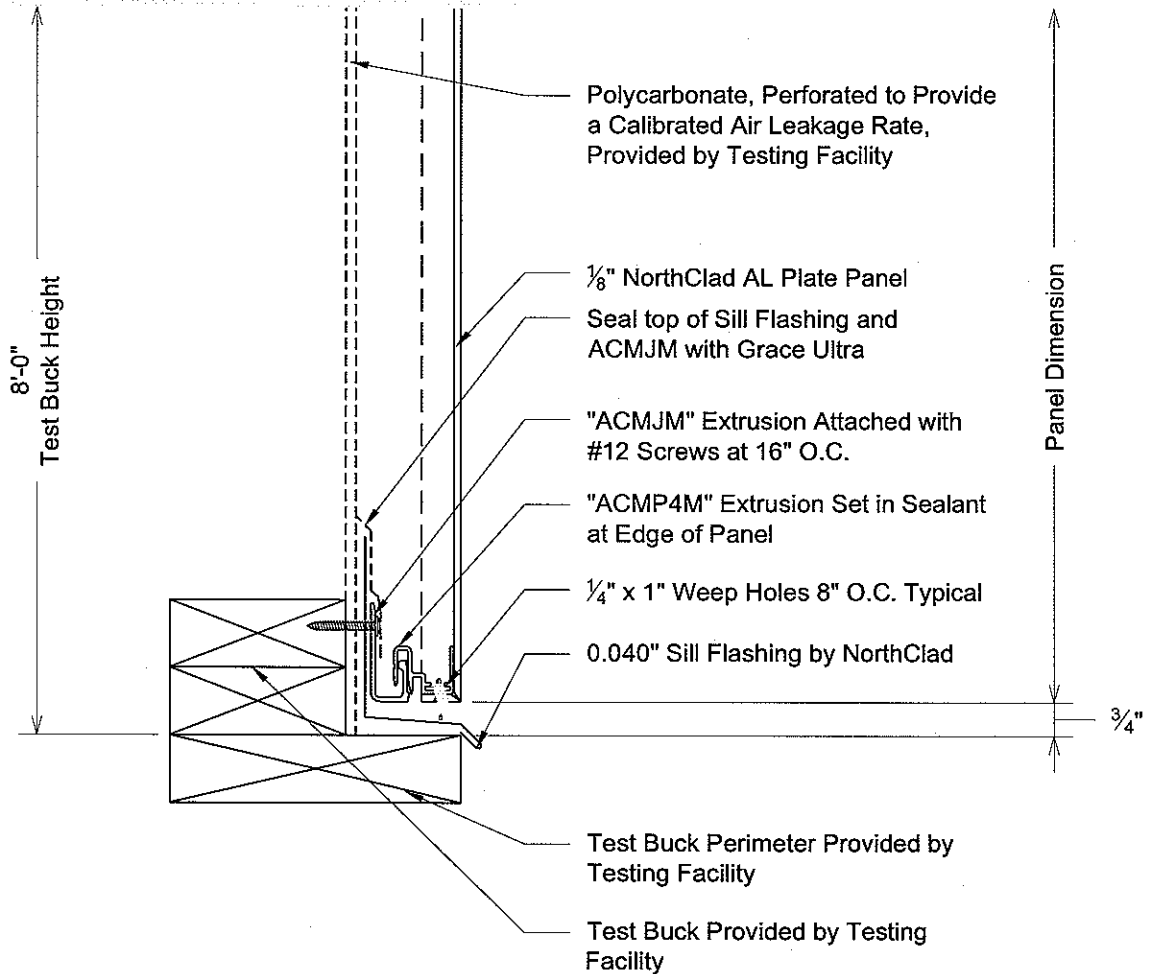 Polycarbonate, Perforated to Provide
a Calibrated Air Leakage Rate,
Provided by Testing Facility
⅛" NorthClad AL Plate Panel
Seal top of Sill Flashing and
ACMJM with Grace Ultra
"ACMJM" Extrusion Attached with
#12 Screws at 16" O.C.
"ACMP4M" Extrusion Set in Sealant
at Edge of Panel
¼" x 1" Weep Holes 8" O.C. Typical
0.040" Sill Flashing by NorthClad
Test Buck Perimeter Provided by
Testing Facility
Test Buck Provided by Testing
Facility
8'-0"
Test Buck Height
Panel Dimension
¾"